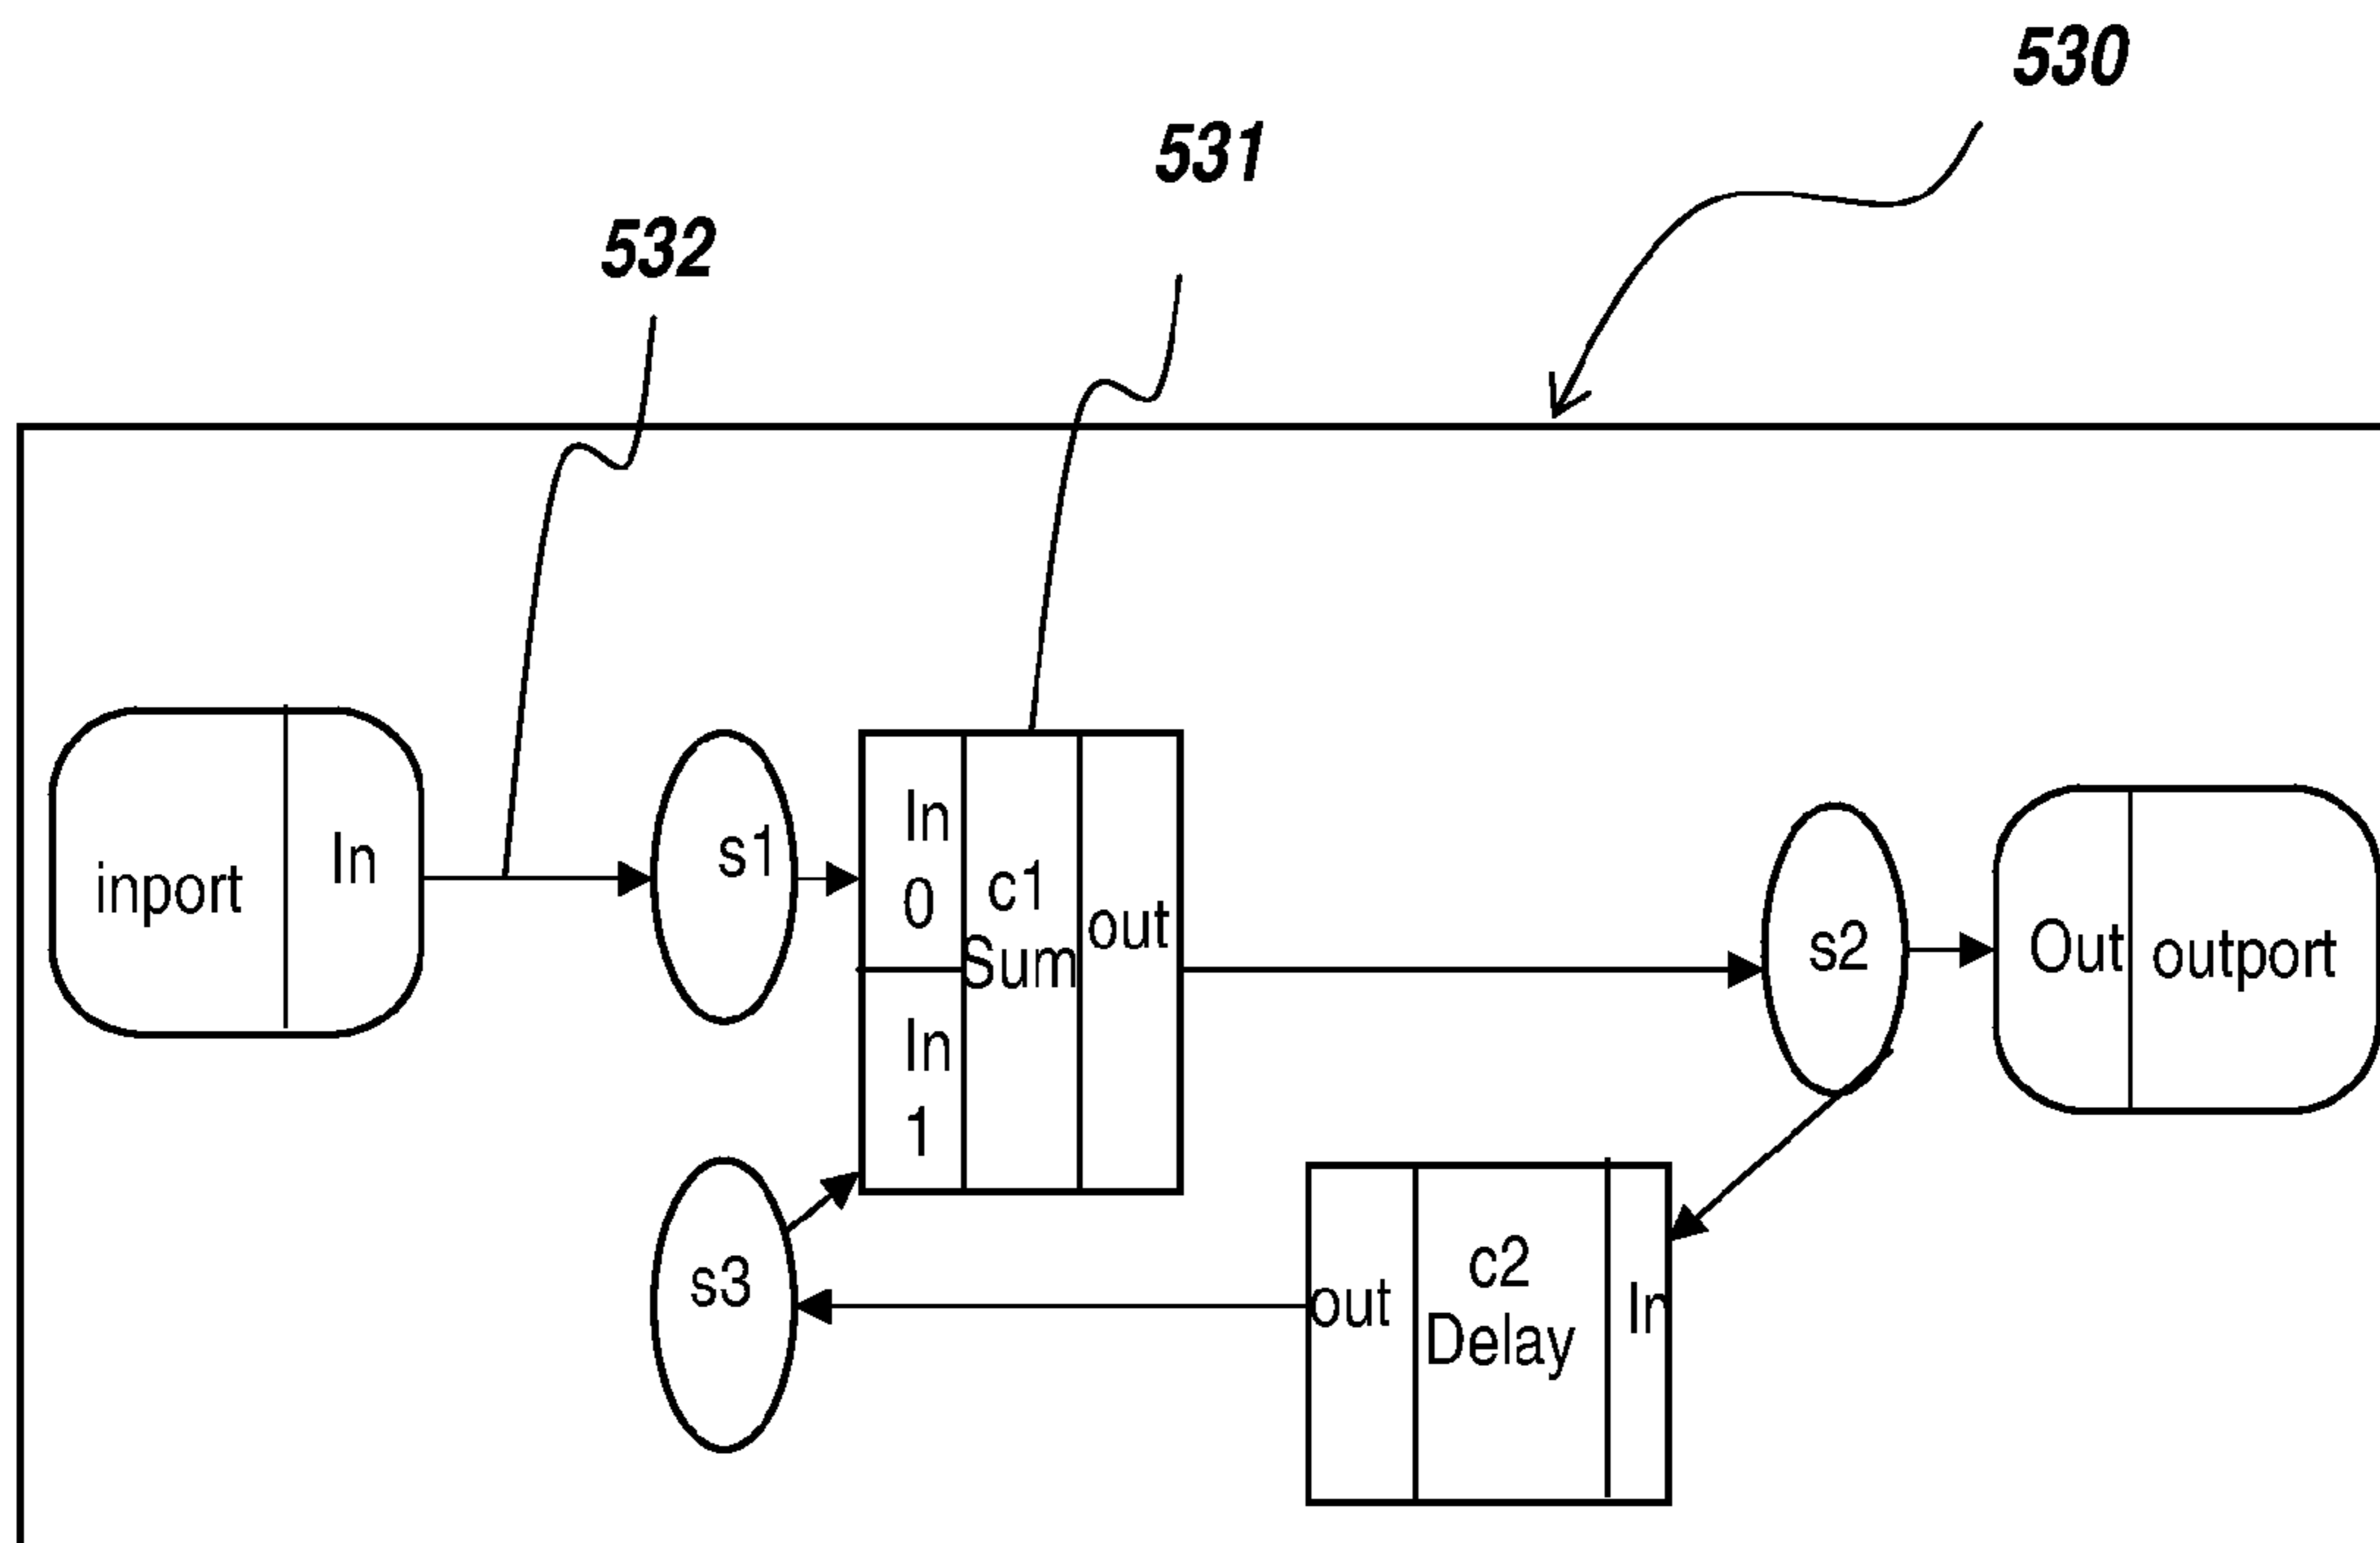 530
531
532
inport
In
s1
In
0
In
1
c1
Sum
out
s2
Out
outport
s3
out
c2
Delay
In